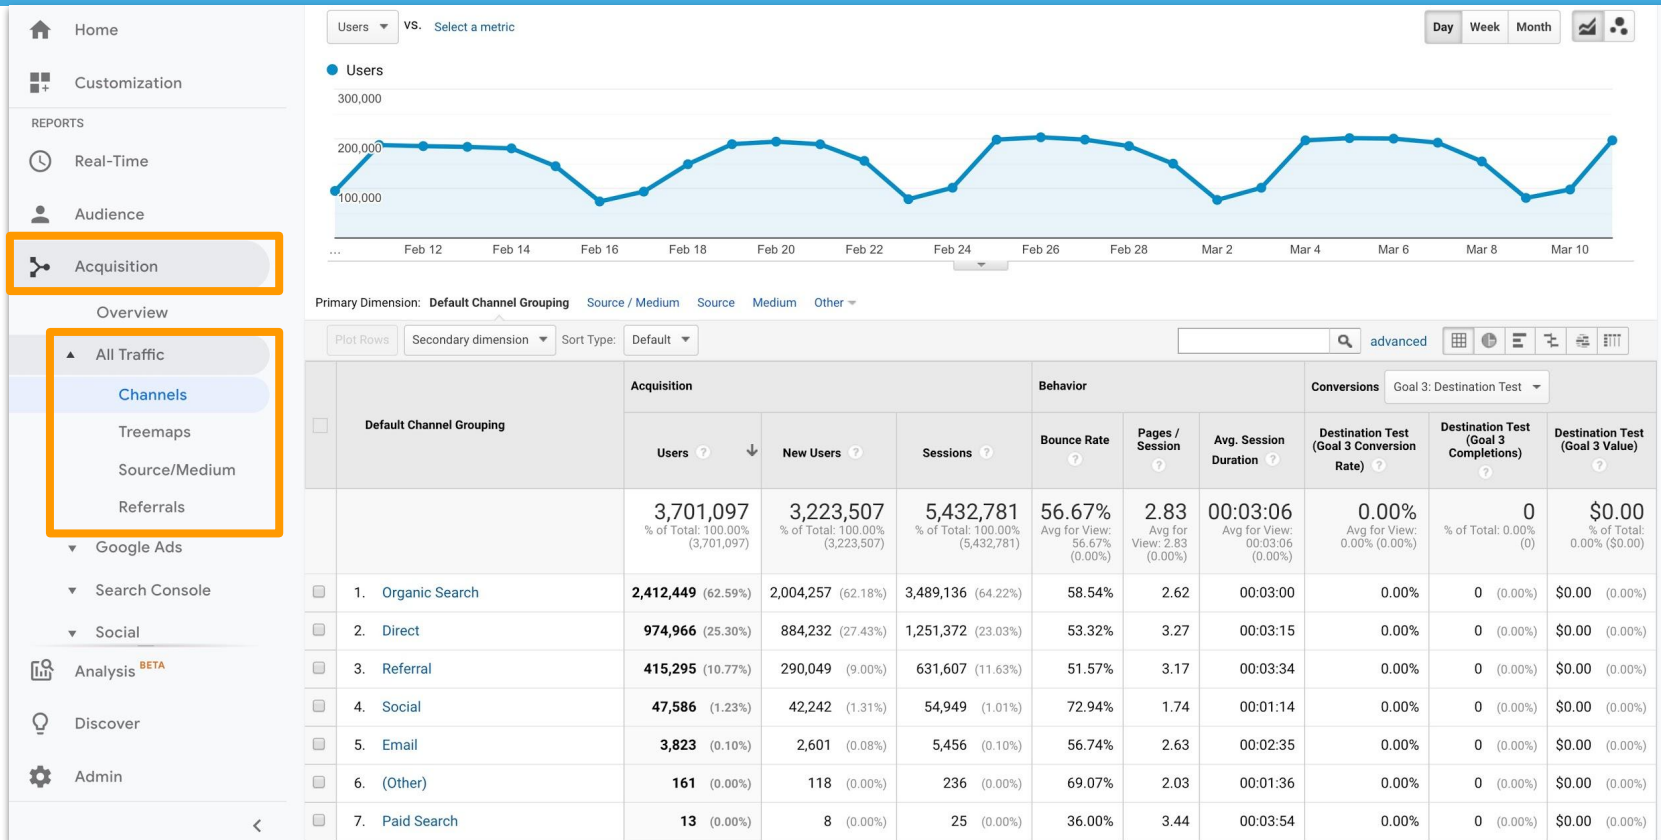 Home
Customization
REPORTS
Real-Time
Audience
Acquisition
Overview
All Traffic
Channels
Treemaps
Source/Medium
Referrals
Google Ads
Search Console
Social
Analysis BETA
Discover
Admin
Users VS. Select a metric
Day Week Month
Users
300,000
200,000
100,000
... Feb 12 Feb 14 Feb 16 Feb 18 Feb 20 Feb 22 Feb 24 Feb 26 Feb 28 Mar 2 Mar 4 Mar 6 Mar 8 Mar 10
Primary Dimension: Default Channel Grouping Source / Medium Source Medium Other
Plot Rows Secondary dimension Sort Type: Default advanced
Acquisition Behavior Conversions Goal 3: Destination Test
Default Channel Grouping
Users ? New Users ? Sessions ?
Bounce Rate ?
Pages / Session ?
Avg. Session Duration ?
Destination Test (Goal 3 Conversion Rate) ?
Destination Test (Goal 3 Completions) ?
Destination Test (Goal 3 Value) ?
3,701,097 3,223,507 5,432,781 56.67% 2.83 00:03:06 0.00% 0 $0.00
% of Total: 100.00% (3,701,097)
% of Total: 100.00% (3,223,507)
% of Total: 100.00% (5,432,781)
Avg for View: 56.67% (0.00%)
Avg for View: 2.83 (0.00%)
Avg for View: 00:03:06 (0.00%)
Avg for View: 0.00% (0.00%)
% of Total: 0.00% (0)
% of Total: 0.00% ($0.00)
1. Organic Search 2,412,449 (62.59%) 2,004,257 (62.18%) 3,489,136 (64.22%) 58.54% 2.62 00:03:00 0.00% 0 (0.00%) $0.00 (0.00%)
2. Direct 974,966 (25.30%) 884,232 (27.43%) 1,251,372 (23.03%) 53.32% 3.27 00:03:15 0.00% 0 (0.00%) $0.00 (0.00%)
3. Referral 415,295 (10.77%) 290,049 (9.00%) 631,607 (11.63%) 51.57% 3.17 00:03:34 0.00% 0 (0.00%) $0.00 (0.00%)
4. Social 47,586 (1.23%) 42,242 (1.31%) 54,949 (1.01%) 72.94% 1.74 00:01:14 0.00% 0 (0.00%) $0.00 (0.00%)
5. Email 3,823 (0.10%) 2,601 (0.08%) 5,456 (0.10%) 56.74% 2.63 00:02:35 0.00% 0 (0.00%) $0.00 (0.00%)
6. (Other) 161 (0.00%) 118 (0.00%) 236 (0.00%) 69.07% 2.03 00:01:36 0.00% 0 (0.00%) $0.00 (0.00%)
7. Paid Search 13 (0.00%) 8 (0.00%) 25 (0.00%) 36.00% 3.44 00:03:54 0.00% 0 (0.00%) $0.00 (0.00%)